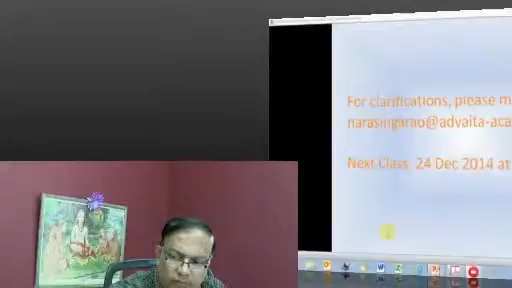 For clarifications, please m
narasingarao@advaita-aca
Next Class 24 Dec 2014 at